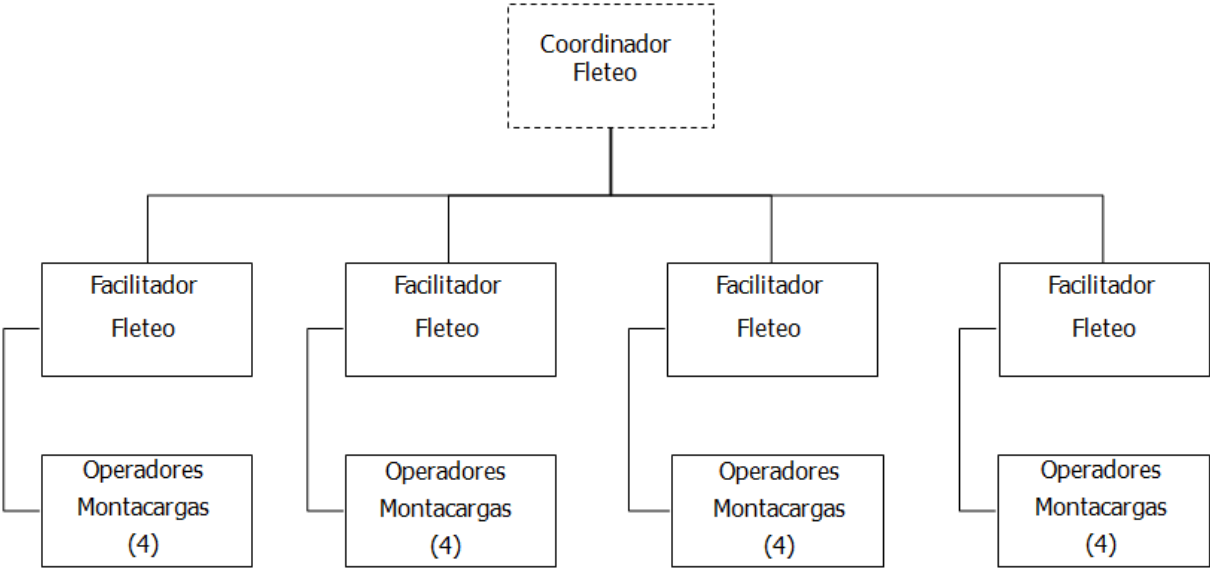 Coordinador
Fleteo
Facilitador
Fleteo
Facilitador
Fleteo
Facilitador
Fleteo
Facilitador
Fleteo
Operadores
Montacargas
(4)
Operadores
Montacargas
(4)
Operadores
Montacargas
(4)
Operadores
Montacargas
(4)